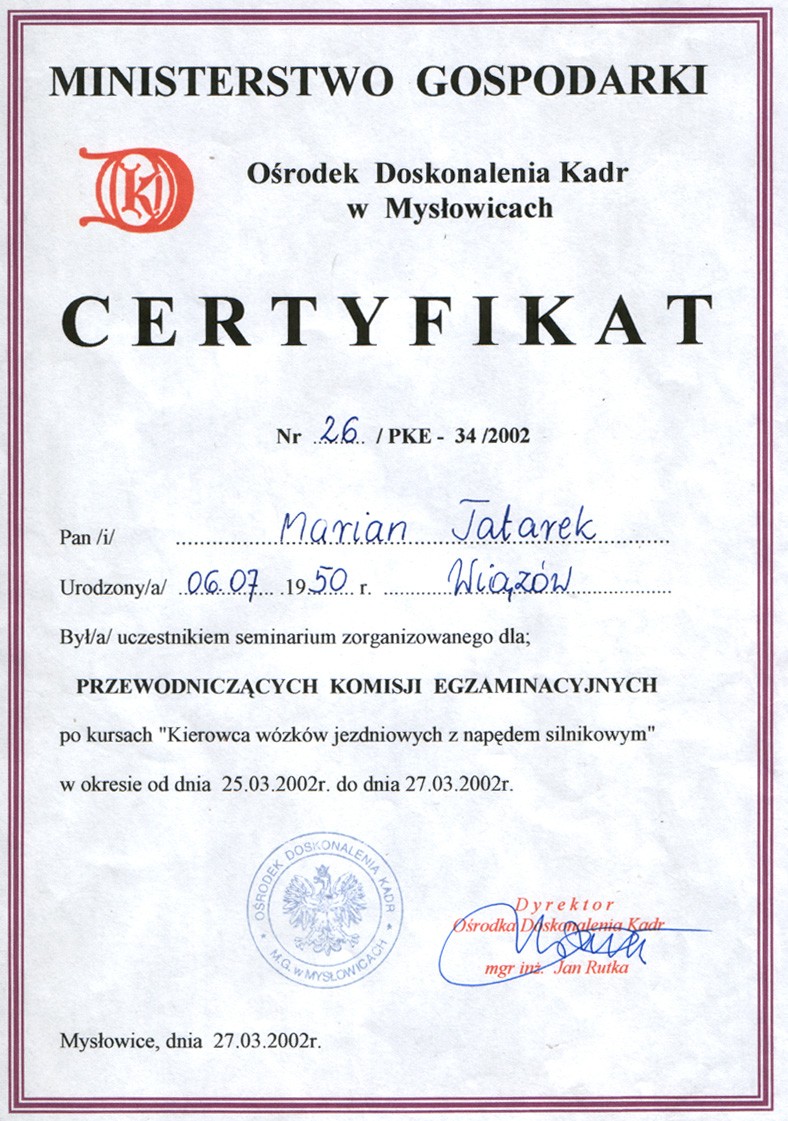 MINISTERSTWO GOSPODARKI
DKJ
Ośrodek Doskonalenia Kadr
w Mysłowicach
CERTYFIKAT
Nr 26 / PKE - 34 /2002
Pan /i/ Marian Tatarek
Urodzony/a/ 06.07 1950 r. Wiązów
Był/a/ uczestnikiem seminarium zorganizowanego dla;
PRZEWODNICZĄCYCH KOMISJI EGZAMINACYJNYCH
po kursach "Kierowca wózków jezdniowych z napędem silnikowym"
w okresie od dnia 25.03.2002r. do dnia 27.03.2002r.
OŚRODEK DOSKONALENIA KADR
* M.G. w MYSŁOWICACH *
Dyrektor
Ośrodka Doskonalenia Kadr
mgr inż. Jan Rutka
Mysłowice, dnia 27.03.2002r.